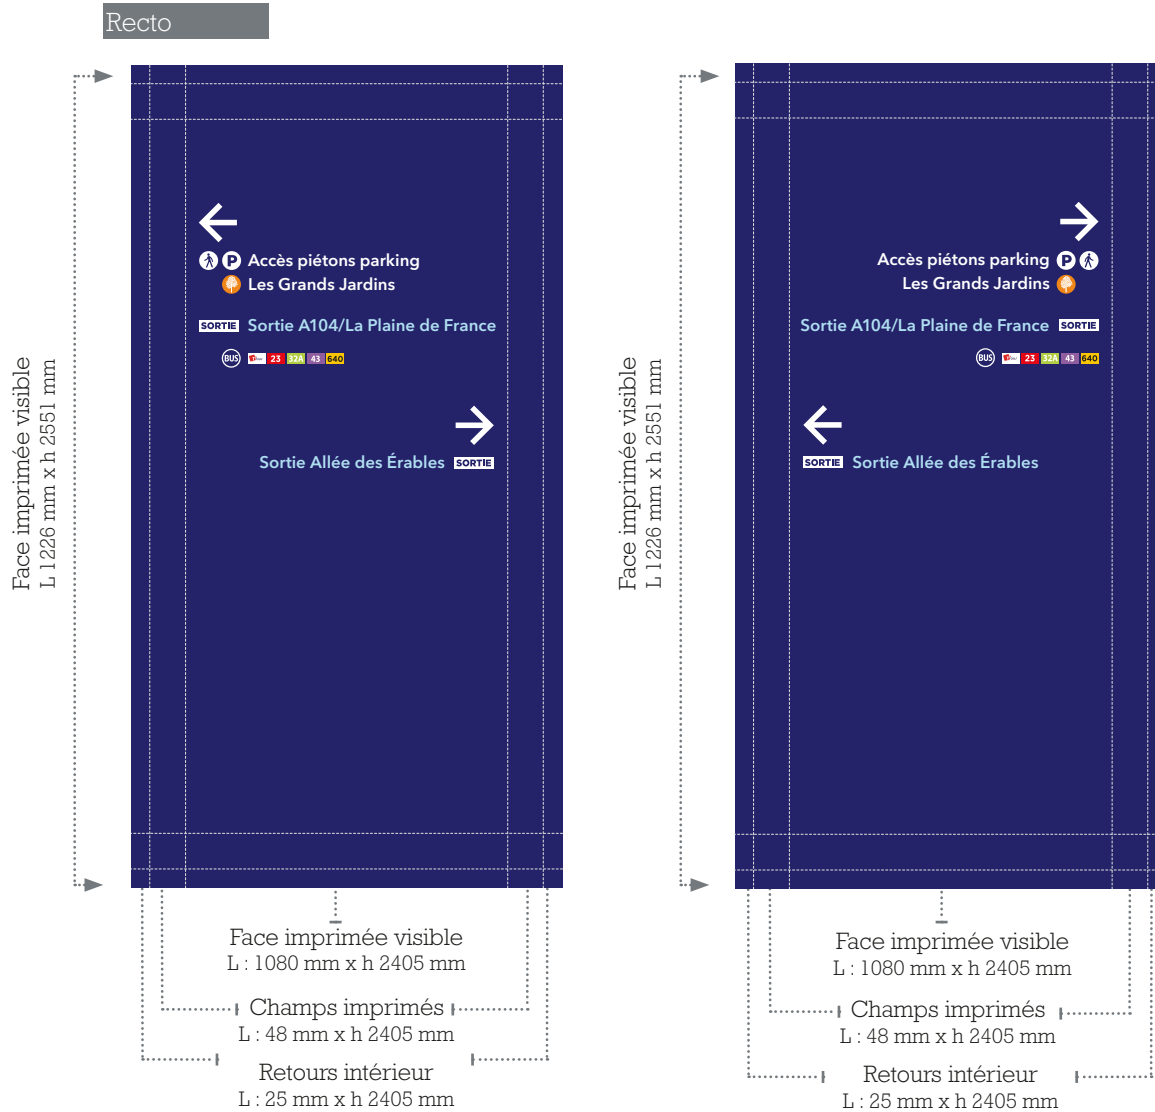 Recto
Face imprimée visible
L 1226 mm x h 2551 mm
P Accès piétons parking
Les Grands Jardins
SORTIE Sortie A104/La Plaine de France
BUS 23 32A 43 640
Sortie Allée des Érables SORTIE
Face imprimée visible
L : 1080 mm x h 2405 mm
Champs imprimés
L : 48 mm x h 2405 mm
Retours intérieur
L : 25 mm x h 2405 mm
Face imprimée visible
L 1226 mm x h 2551 mm
Accès piétons parking P
Les Grands Jardins
Sortie A104/La Plaine de France SORTIE
BUS 23 32A 43 640
SORTIE Sortie Allée des Érables
Face imprimée visible
L : 1080 mm x h 2405 mm
Champs imprimés
L : 48 mm x h 2405 mm
Retours intérieur
L : 25 mm x h 2405 mm